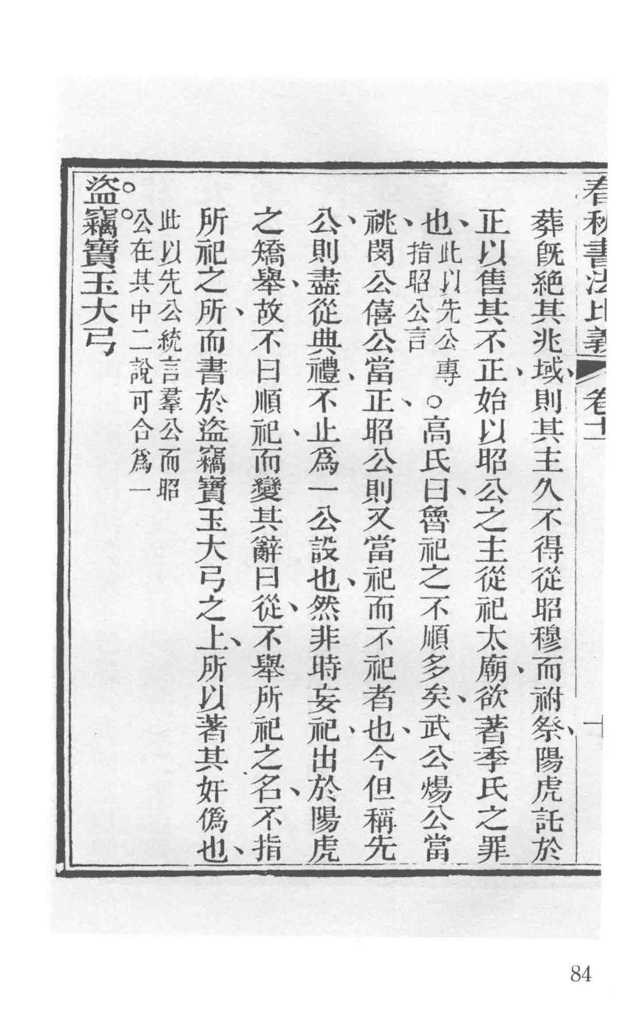 春秋書法比義 卷十二 十
葬旣絕其兆域、則其主久不得從昭穆而祔祭、陽虎託於
正以售其不正、始以昭公之主從祀太廟、欲著季氏之罪
也、此以先公專指昭公言○高氏曰、魯祀之不順多矣、武公煬公當
祧、閔公僖公當正、昭公則又當祀而不祀者也、今但稱先
公、則盡從典禮、不止爲一公設也、然非時妄祀、出於陽虎
之矯舉、故不曰順祀、而變其辭曰從、不舉所祀之名、不指
所祀之所、而書於盜竊寶玉大弓之上、所以著其奸僞也、
此以先公統言羣公而昭
公在其中二說可合爲一
盜竊寶玉大弓
84